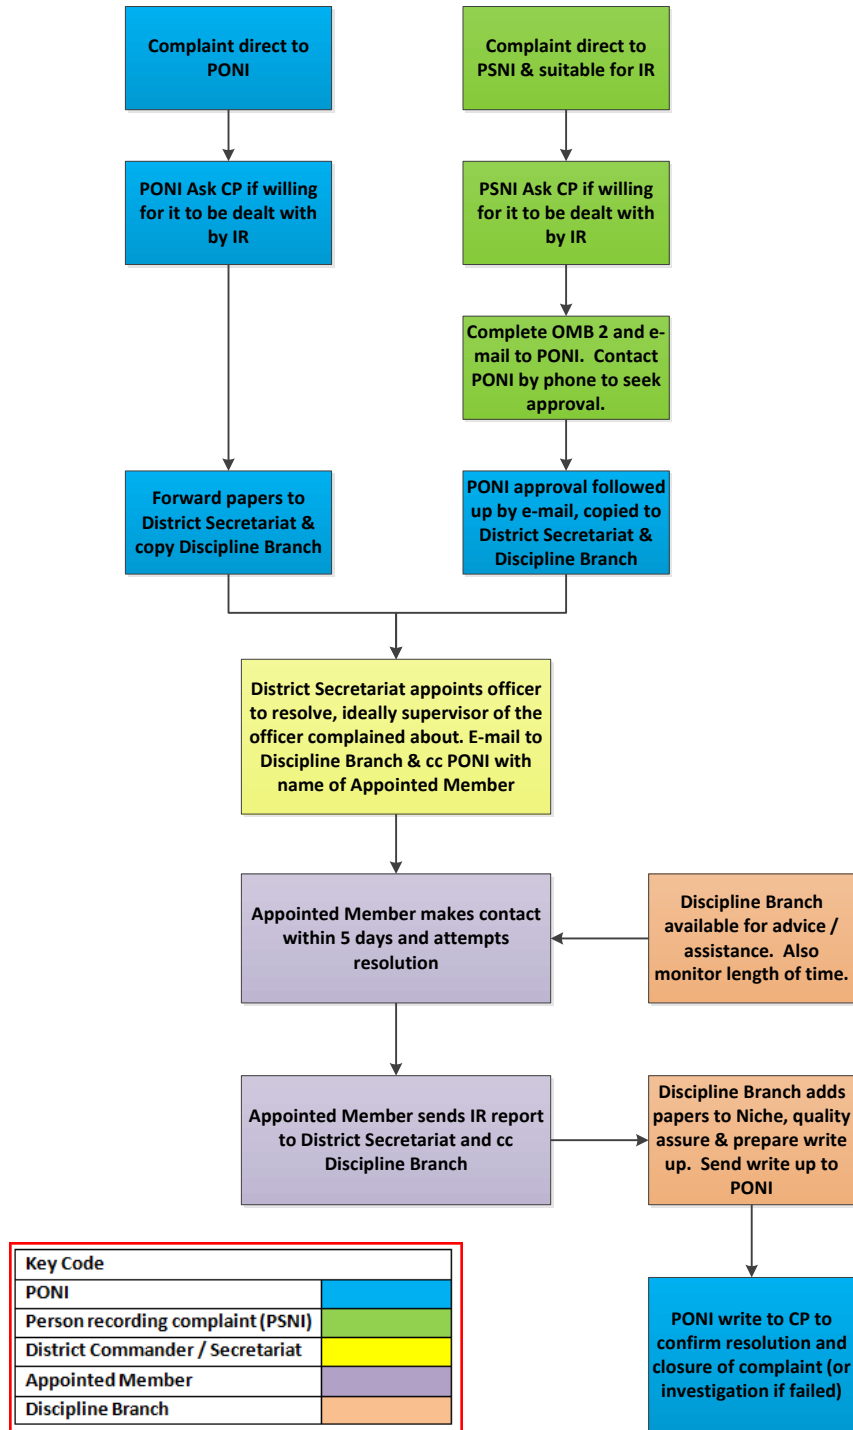 Complaint direct to
PONI
Complaint direct to
PSNI & suitable for IR
PONI Ask CP if willing
for it to be dealt with
by IR
PSNI Ask CP if willing
for it to be dealt with
by IR
Complete OMB 2 and e-
mail to PONI.  Contact
PONI by phone to seek
approval.
Forward papers to
District Secretariat &
copy Discipline Branch
PONI approval followed
up by e-mail, copied to
District Secretariat &
Discipline Branch
District Secretariat appoints officer
to resolve, ideally supervisor of the
officer complained about. E-mail to
Discipline Branch & cc PONI with
name of Appointed Member
Appointed Member makes contact
within 5 days and attempts
resolution
Discipline Branch
available for advice /
assistance.  Also
monitor length of time.
Appointed Member sends IR report
to District Secretariat and cc
Discipline Branch
Discipline Branch adds
papers to Niche, quality
assure & prepare write
up.  Send write up to
PONI
Key Code
PONI
Person recording complaint (PSNI)
District Commander / Secretariat
Appointed Member
Discipline Branch
PONI write to CP to
confirm resolution and
closure of complaint (or
investigation if failed)